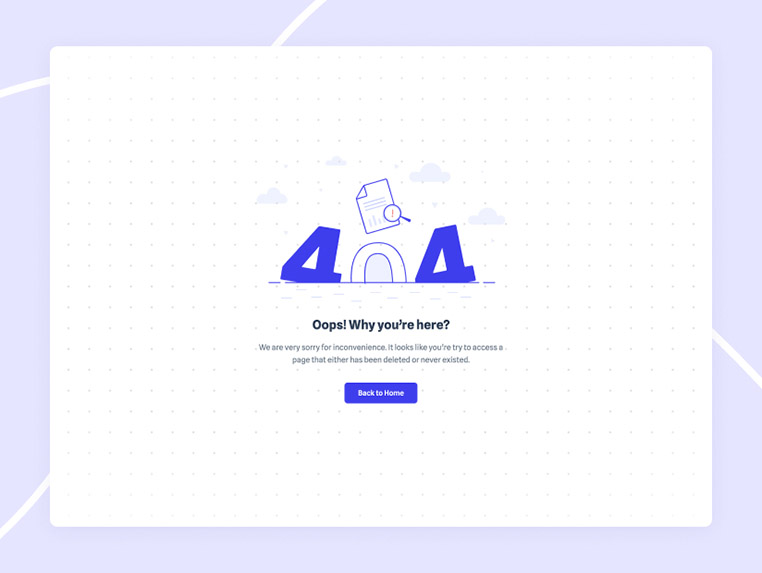 404
Oops! Why you're here?
We are very sorry for inconvenience. It looks like you're try to access a
page that either has been deleted or never existed.
Back to Home